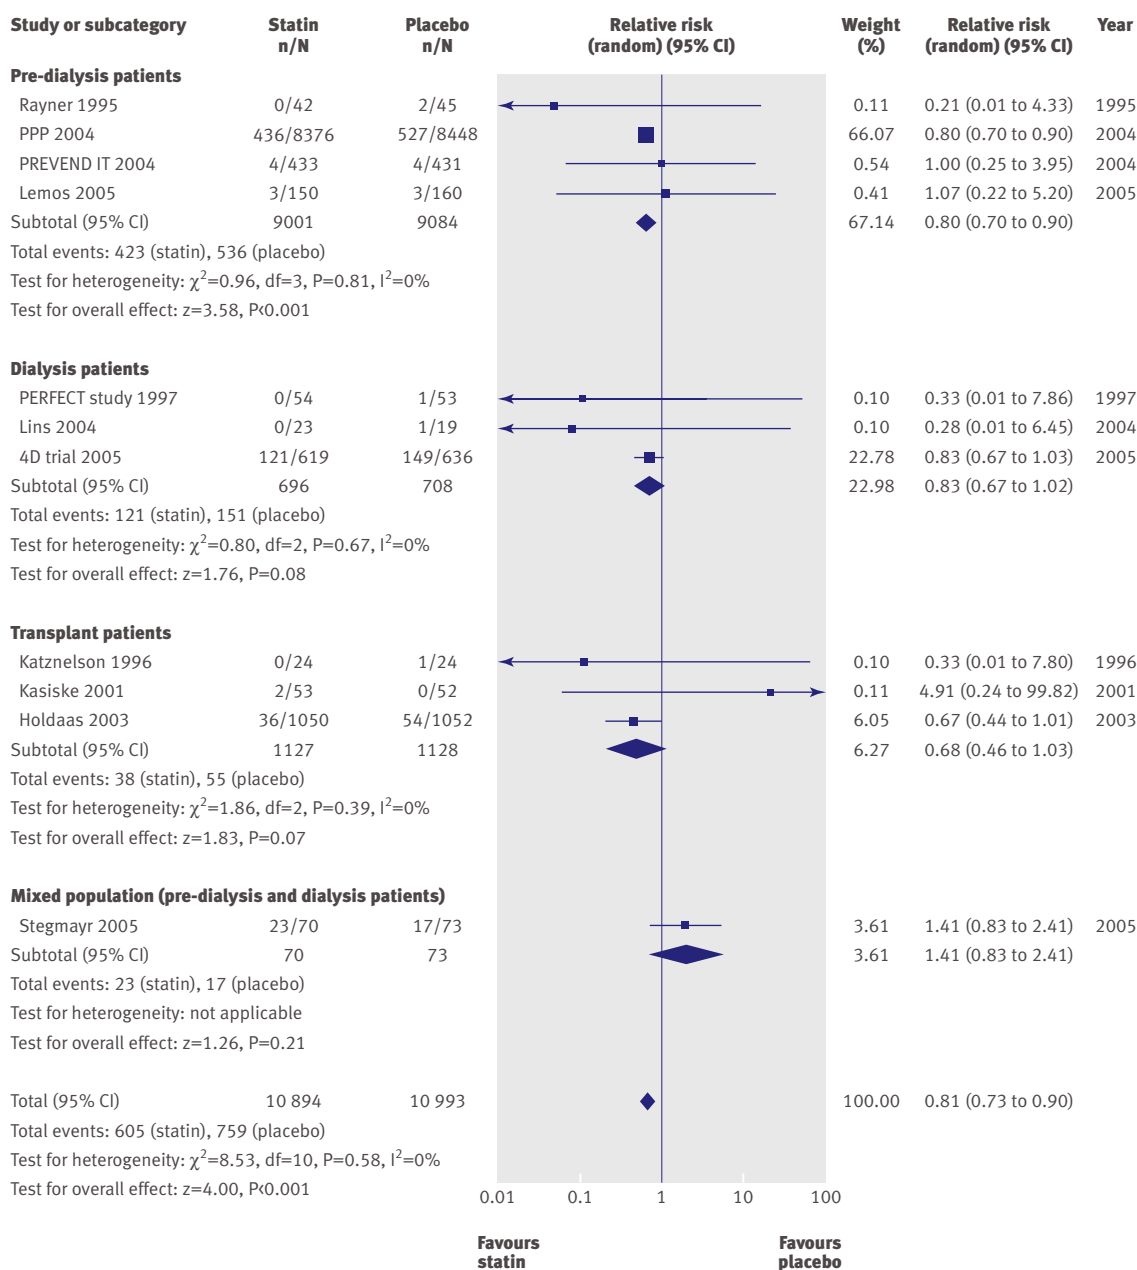 Study or subcategory Statin n/N Placebo n/N Relative risk (random) (95% CI) Weight (%) Relative risk (random) (95% CI) Year
Pre-dialysis patients
Rayner 1995 0/42 2/45 0.11 0.21 (0.01 to 4.33) 1995
PPP 2004 436/8376 527/8448 66.07 0.80 (0.70 to 0.90) 2004
PREVEND IT 2004 4/433 4/431 0.54 1.00 (0.25 to 3.95) 2004
Lemos 2005 3/150 3/160 0.41 1.07 (0.22 to 5.20) 2005
Subtotal (95% CI) 9001 9084 67.14 0.80 (0.70 to 0.90)
Total events: 423 (statin), 536 (placebo)
Test for heterogeneity: χ²=0.96, df=3, P=0.81, I²=0%
Test for overall effect: z=3.58, P<0.001
Dialysis patients
PERFECT study 1997 0/54 1/53 0.10 0.33 (0.01 to 7.86) 1997
Lins 2004 0/23 1/19 0.10 0.28 (0.01 to 6.45) 2004
4D trial 2005 121/619 149/636 22.78 0.83 (0.67 to 1.03) 2005
Subtotal (95% CI) 696 708 22.98 0.83 (0.67 to 1.02)
Total events: 121 (statin), 151 (placebo)
Test for heterogeneity: χ²=0.80, df=2, P=0.67, I²=0%
Test for overall effect: z=1.76, P=0.08
Transplant patients
Katznelson 1996 0/24 1/24 0.10 0.33 (0.01 to 7.80) 1996
Kasiske 2001 2/53 0/52 0.11 4.91 (0.24 to 99.82) 2001
Holdaas 2003 36/1050 54/1052 6.05 0.67 (0.44 to 1.01) 2003
Subtotal (95% CI) 1127 1128 6.27 0.68 (0.46 to 1.03)
Total events: 38 (statin), 55 (placebo)
Test for heterogeneity: χ²=1.86, df=2, P=0.39, I²=0%
Test for overall effect: z=1.83, P=0.07
Mixed population (pre-dialysis and dialysis patients)
Stegmayr 2005 23/70 17/73 3.61 1.41 (0.83 to 2.41) 2005
Subtotal (95% CI) 70 73 3.61 1.41 (0.83 to 2.41)
Total events: 23 (statin), 17 (placebo)
Test for heterogeneity: not applicable
Test for overall effect: z=1.26, P=0.21
Total (95% CI) 10 894 10 993 100.00 0.81 (0.73 to 0.90)
Total events: 605 (statin), 759 (placebo)
Test for heterogeneity: χ²=8.53, df=10, P=0.58, I²=0%
Test for overall effect: z=4.00, P<0.001
0.01 0.1 1 10 100
Favours statin Favours placebo